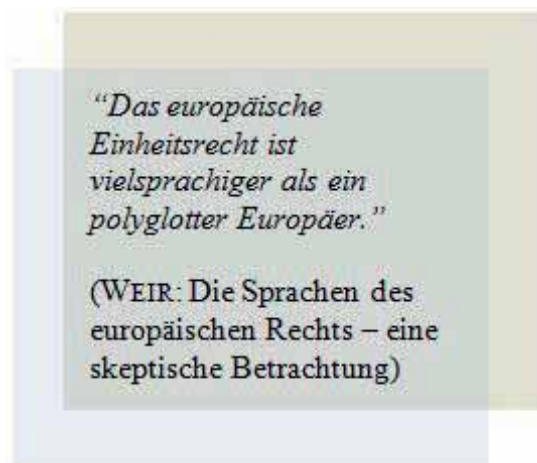 “Das europäische
Einheitsrecht ist
vielsprachiger als ein
polyglotter Europäer.”
(WEIR: Die Sprachen des
europäischen Rechts – eine
skeptische Betrachtung)